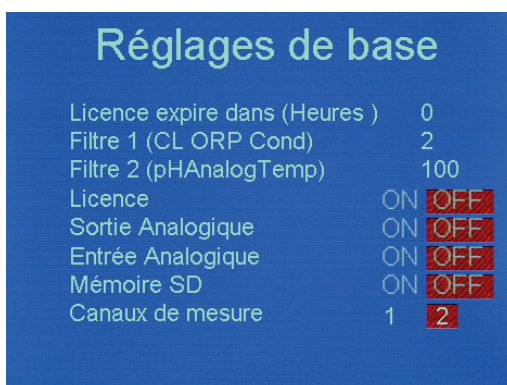 Réglages de base
Licence expire dans (Heures ) 0
Filtre 1 (CL ORP Cond) 2
Filtre 2 (pHAnalogTemp) 100
Licence ON OFF
Sortie Analogique ON OFF
Entrée Analogique ON OFF
Mémoire SD ON OFF
Canaux de mesure 1 2